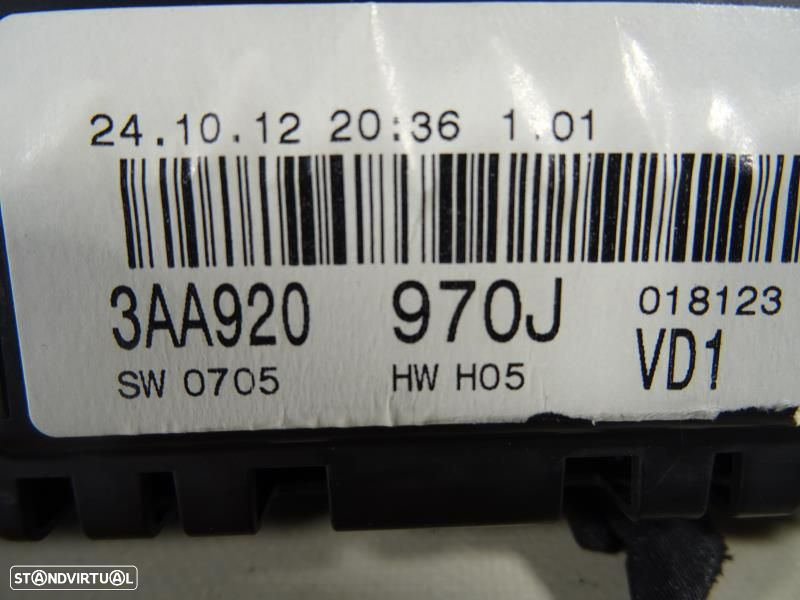 24.10.12 20:36 1.01
3AA920 970J 018123
SW 0705 HW H05 VD1
STANDVIRTUAL